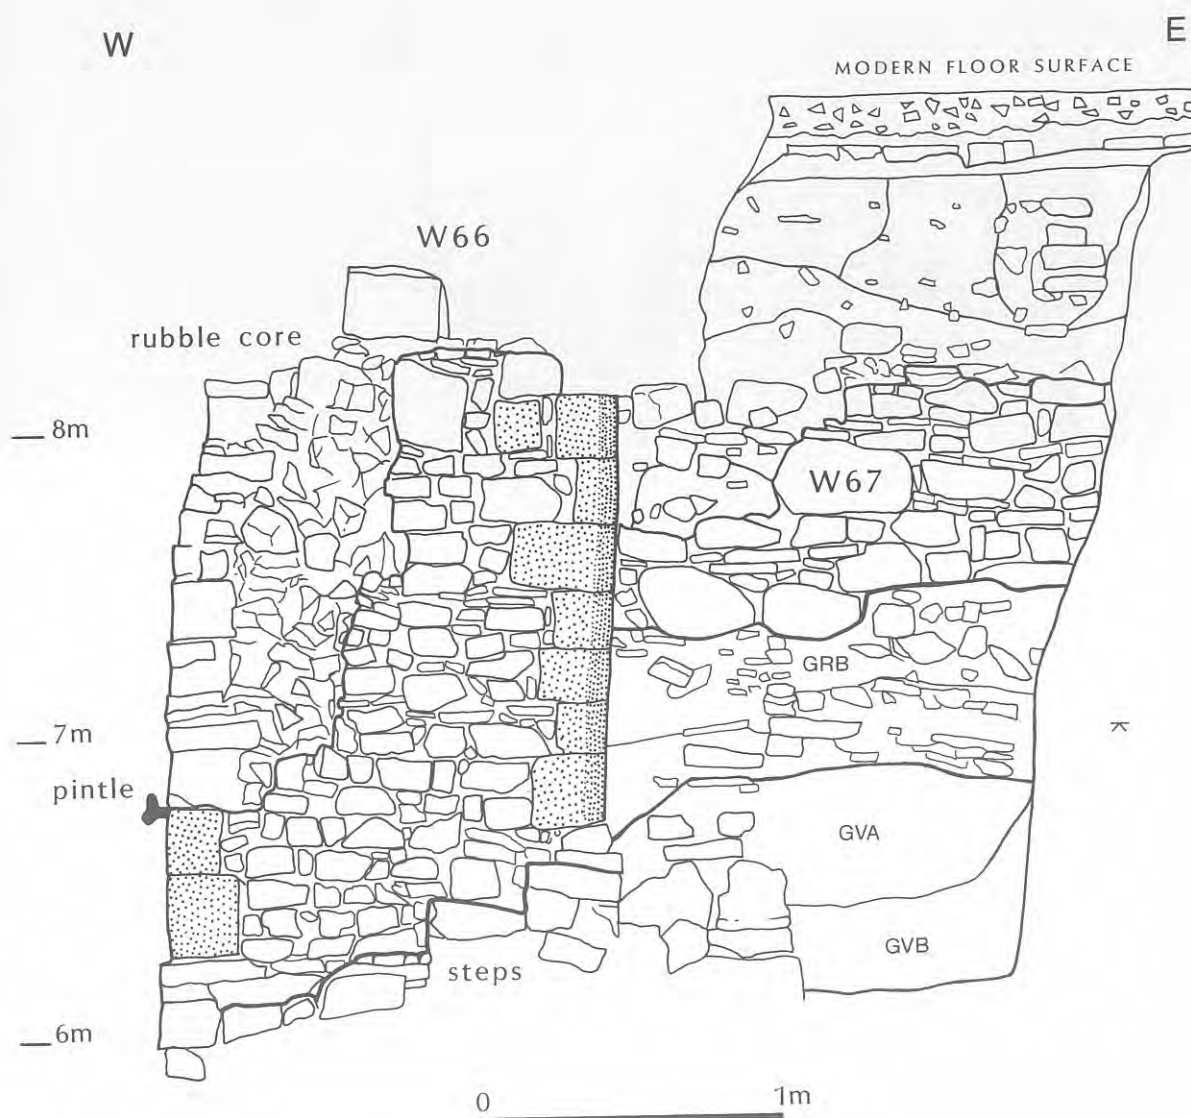 W
E
MODERN FLOOR SURFACE
W66
rubble core
8m
W67
GRB
7m
pintle
GVA
GVB
steps
6m
0 1m